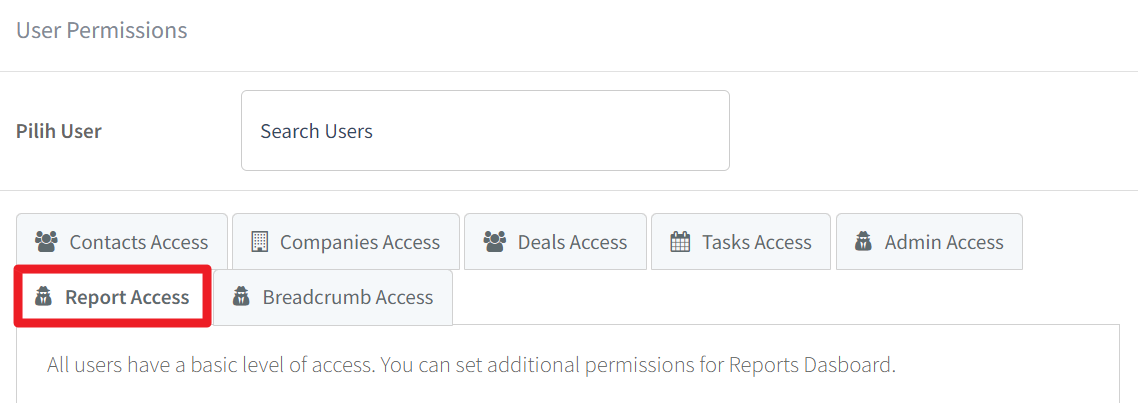 User Permissions
Pilih User
Search Users
Contacts Access
Companies Access
Deals Access
Tasks Access
Admin Access
Report Access
Breadcrumb Access
All users have a basic level of access. You can set additional permissions for Reports Dasboard.